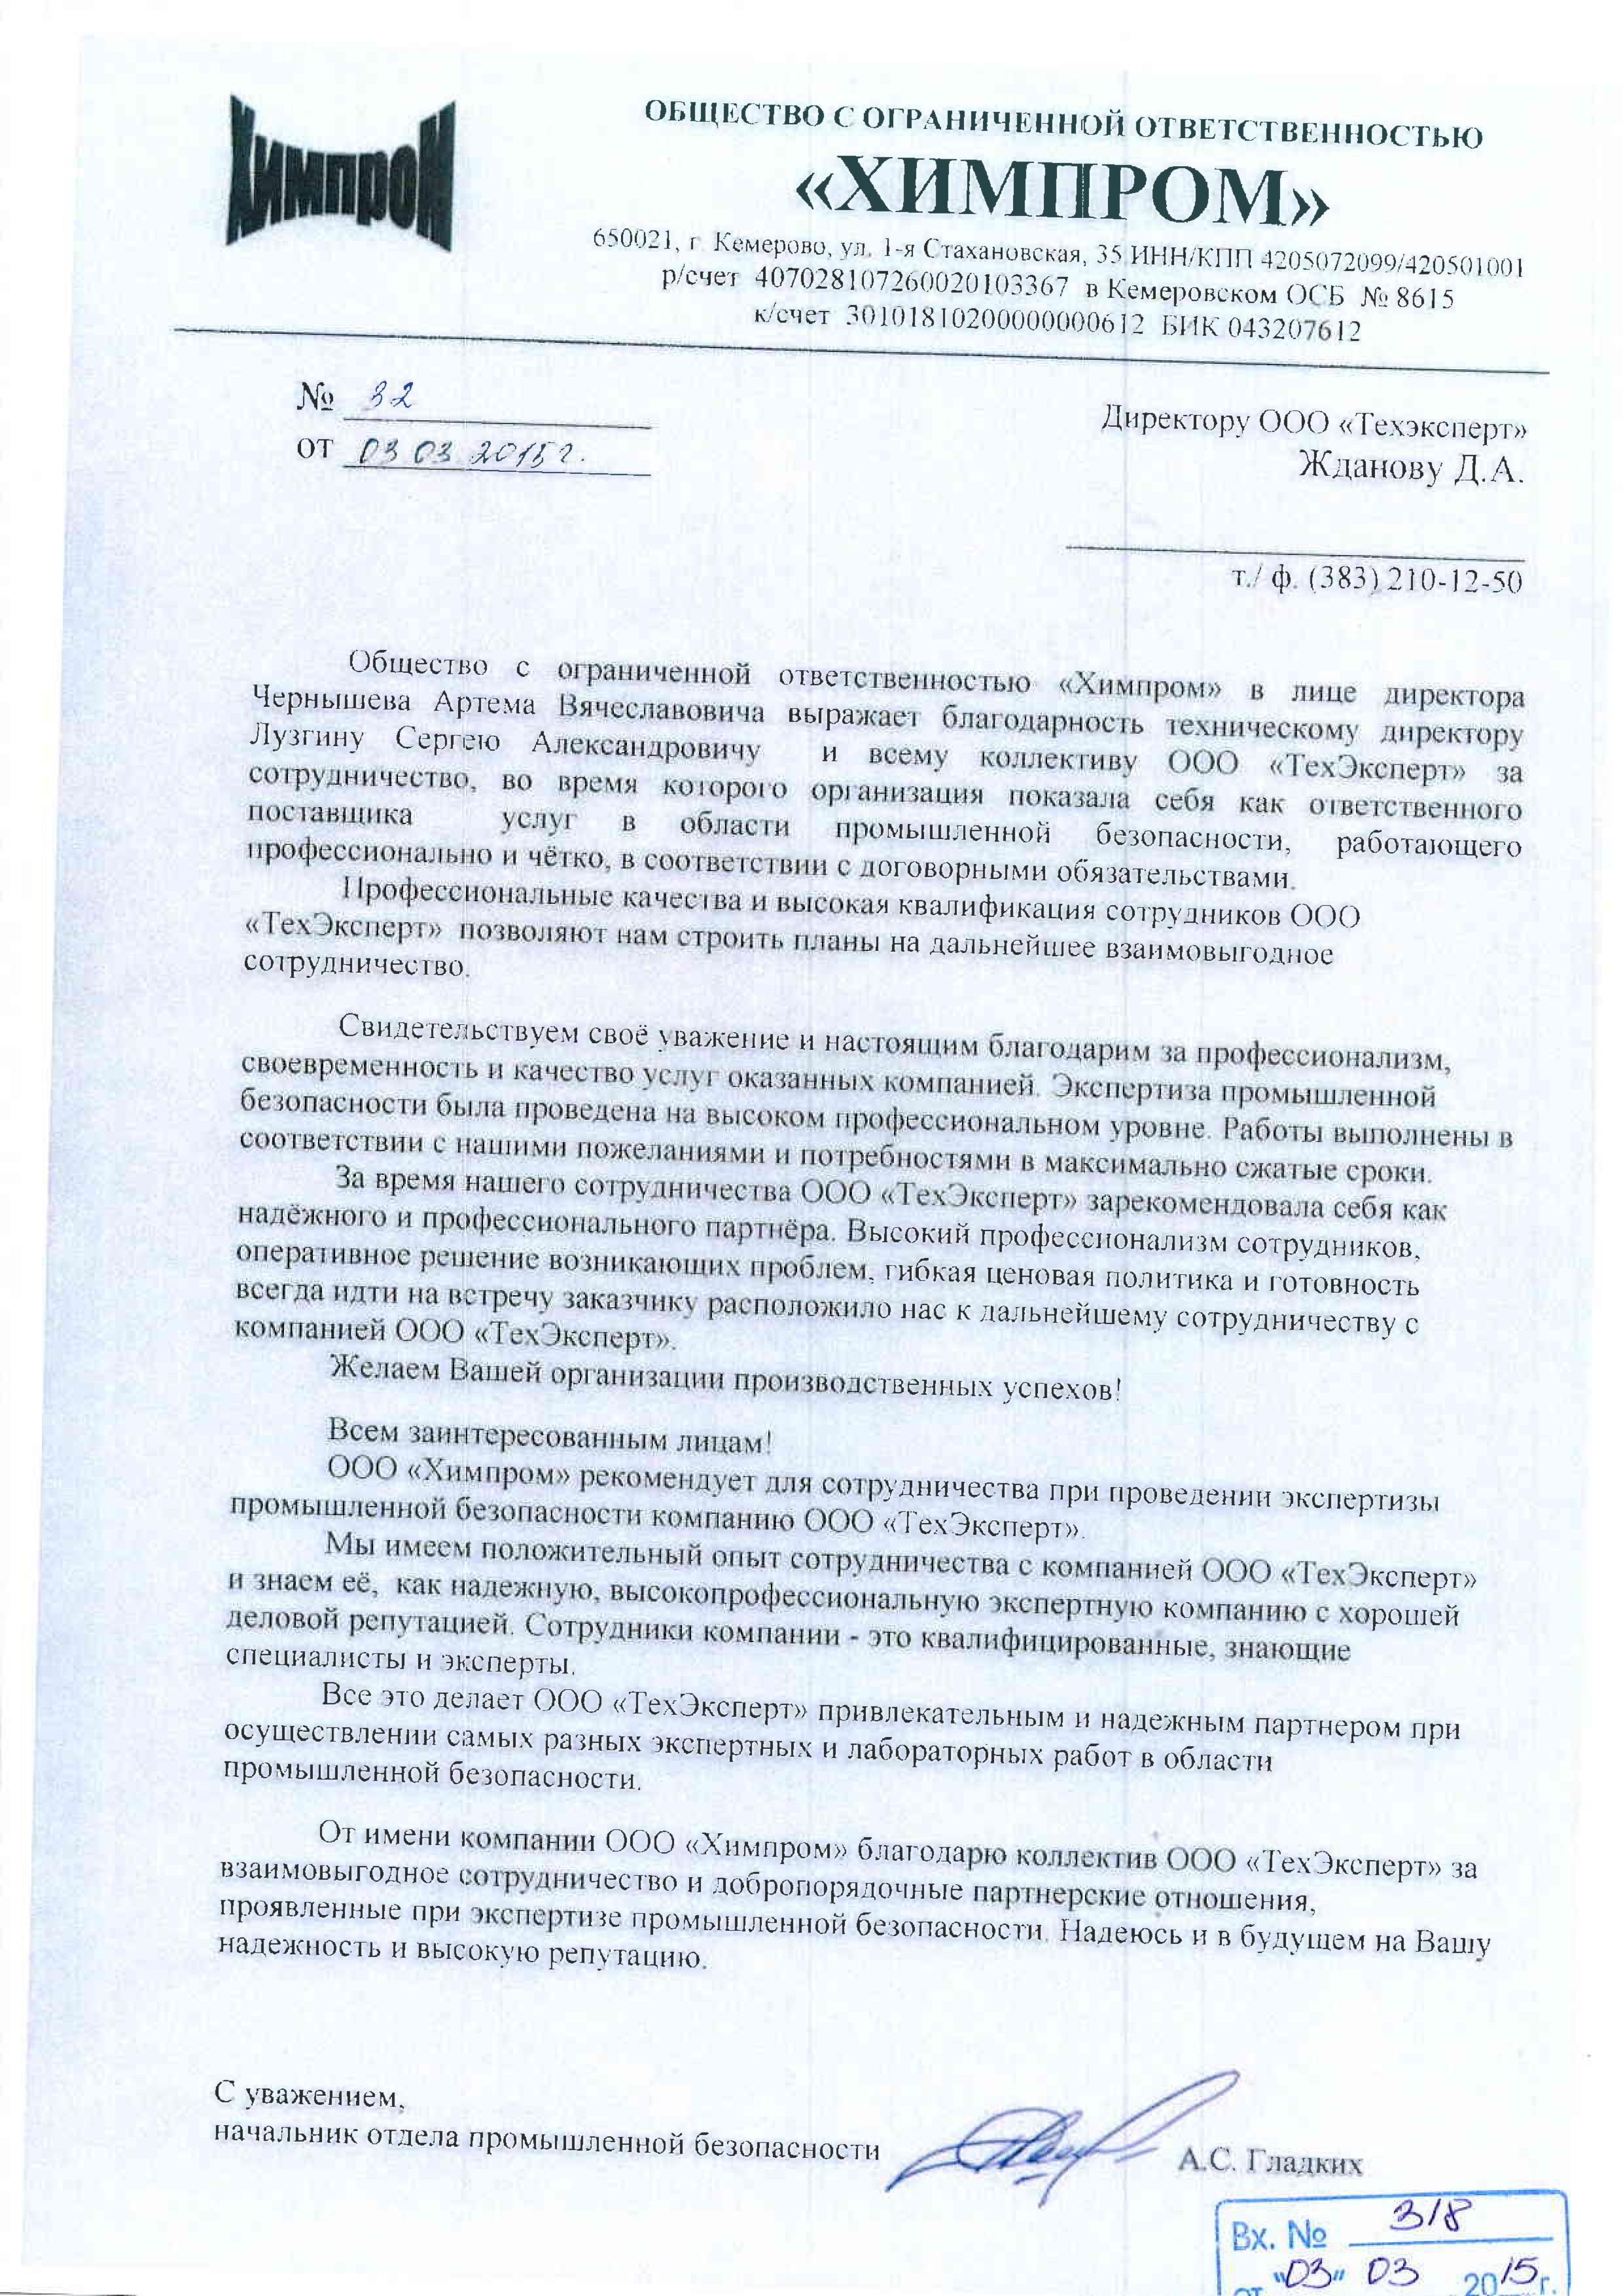 ХИМПРОМ
ОБЩЕСТВО С ОГРАНИЧЕННОЙ ОТВЕТСТВЕННОСТЬЮ
«ХИМПРОМ»
650021, г. Кемерово, ул. 1-я Стахановская, 35 ИНН/КПП 4205072099/420501001
р/счет 407028107260020103367 в Кемеровском ОСБ № 8615
к/счет 30101810200000000612 БИК 043207612
№ 32
от 03 03 2015г.
Директору ООО «Техэксперт»
Жданову Д.А.
т./ ф. (383) 210-12-50
Общество с ограниченной ответственностью «Химпром» в лице директора
Чернышева Артема Вячеславовича выражает благодарность техническому директору
Лузгину Сергею Александровичу и всему коллективу ООО «ТехЭксперт» за
сотрудничество, во время которого организация показала себя как ответственного
поставщика услуг в области промышленной безопасности, работающего
профессионально и чётко, в соответствии с договорными обязательствами.
Профессиональные качества и высокая квалификация сотрудников ООО
«ТехЭксперт» позволяют нам строить планы на дальнейшее взаимовыгодное
сотрудничество.
Свидетельствуем своё уважение и настоящим благодарим за профессионализм,
своевременность и качество услуг оказанных компанией. Экспертиза промышленной
безопасности была проведена на высоком профессиональном уровне. Работы выполнены в
соответствии с нашими пожеланиями и потребностями в максимально сжатые сроки.
За время нашего сотрудничества ООО «ТехЭксперт» зарекомендовала себя как
надёжного и профессионального партнёра. Высокий профессионализм сотрудников,
оперативное решение возникающих проблем, гибкая ценовая политика и готовность
всегда идти на встречу заказчику расположило нас к дальнейшему сотрудничеству с
компанией ООО «ТехЭксперт».
Желаем Вашей организации производственных успехов!
Всем заинтересованным лицам!
ООО «Химпром» рекомендует для сотрудничества при проведении экспертизы
промышленной безопасности компанию ООО «ТехЭксперт».
Мы имеем положительный опыт сотрудничества с компанией ООО «ТехЭксперт»
и знаем её, как надежную, высокопрофессиональную экспертную компанию с хорошей
деловой репутацией. Сотрудники компании - это квалифицированные, знающие
специалисты и эксперты.
Все это делает ООО «ТехЭксперт» привлекательным и надежным партнером при
осуществлении самых разных экспертных и лабораторных работ в области
промышленной безопасности.
От имени компании ООО «Химпром» благодарю коллектив ООО «ТехЭксперт» за
взаимовыгодное сотрудничество и добропорядочные партнерские отношения,
проявленные при экспертизе промышленной безопасности. Надеюсь и в будущем на Вашу
надежность и высокую репутацию.
С уважением,
начальник отдела промышленной безопасности
А.С. Гладких
Вх. № 318
от "03" 03 2015г.